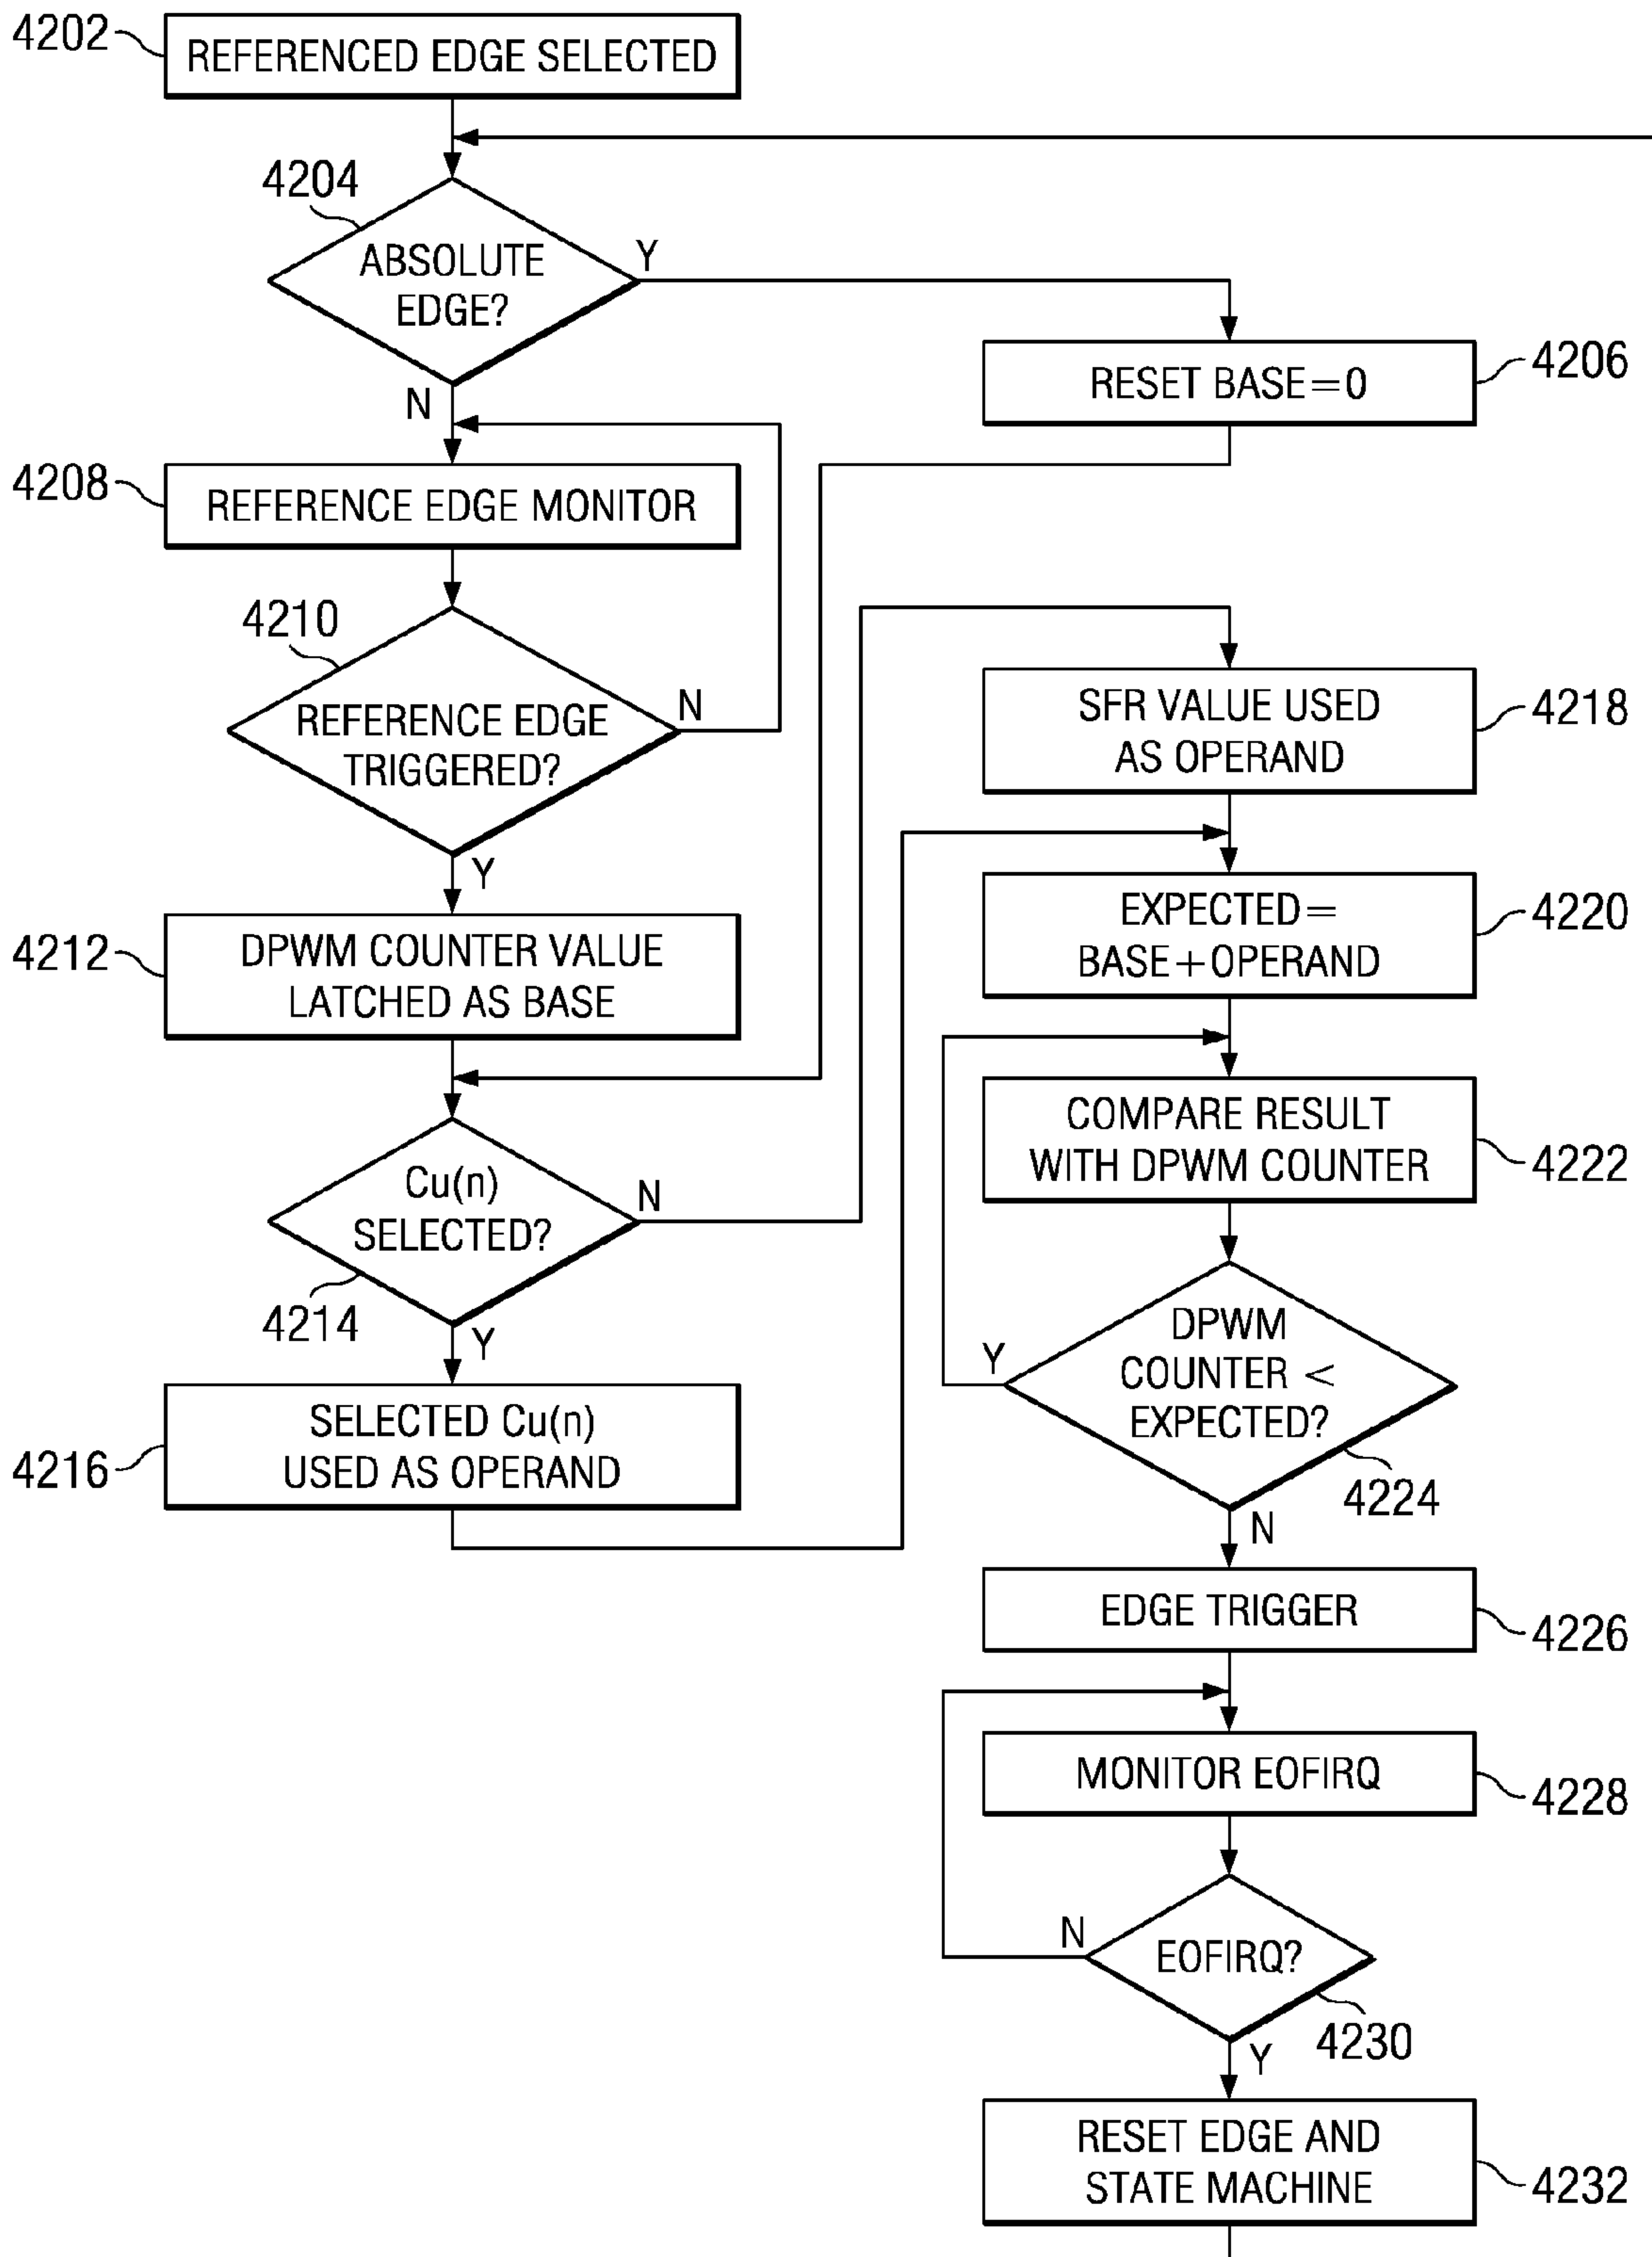 4202
REFERENCED EDGE SELECTED
4204
ABSOLUTE
EDGE?
Y
N
RESET BASE=0
4206
4208
REFERENCE EDGE MONITOR
4210
REFERENCE EDGE
TRIGGERED?
N
Y
4212
DPWM COUNTER VALUE
LATCHED AS BASE
Cu(n)
SELECTED?
N
4214
Y
4216
SELECTED Cu(n)
USED AS OPERAND
SFR VALUE USED
AS OPERAND
4218
EXPECTED=
BASE+OPERAND
4220
COMPARE RESULT
WITH DPWM COUNTER
4222
DPWM
COUNTER <
EXPECTED?
Y
4224
N
EDGE TRIGGER
4226
MONITOR EOFIRQ
4228
N
EOFIRQ?
4230
Y
RESET EDGE AND
STATE MACHINE
4232